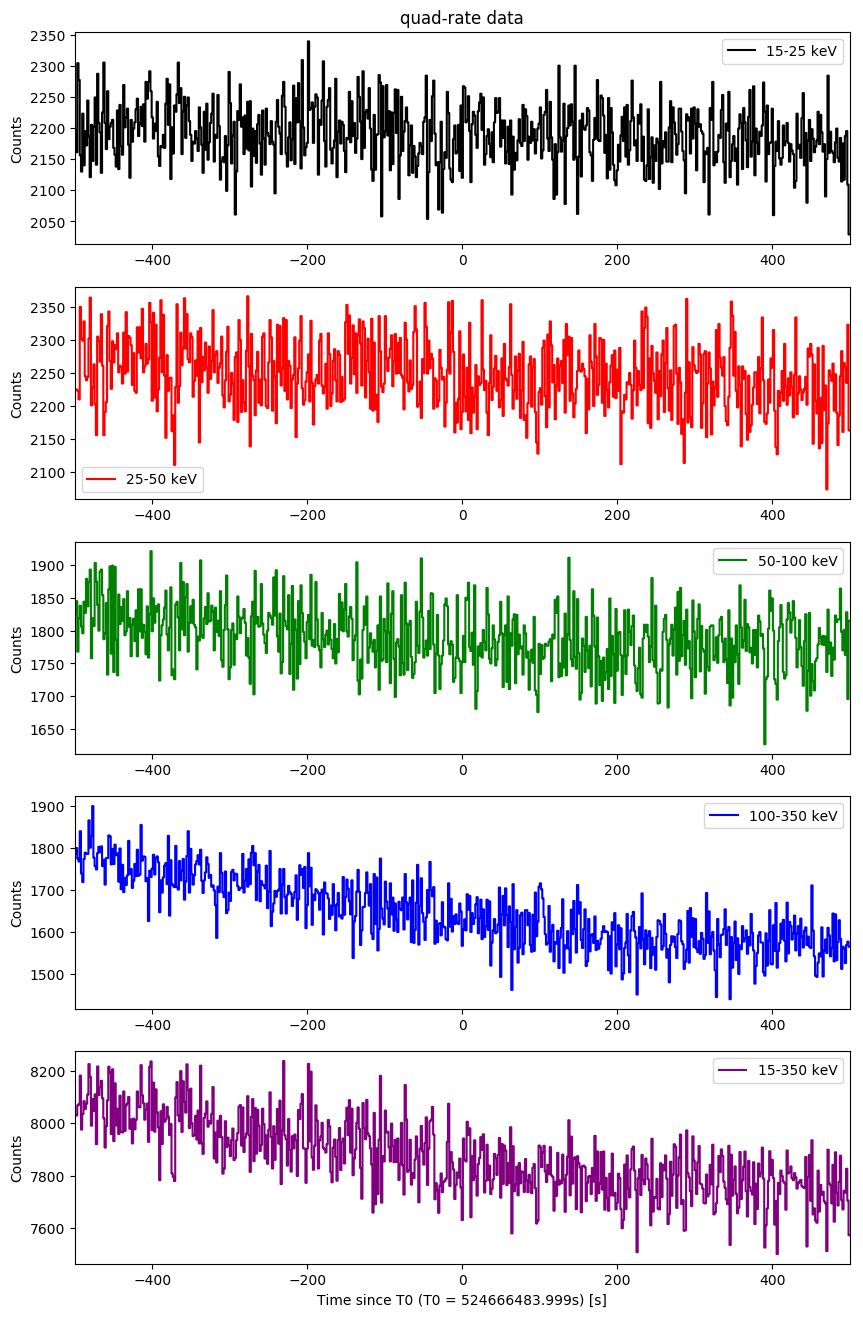 quad-rate data
2350
2300
2250
2200
2150
2100
2050
Counts
15-25 keV
−400 −200 0 200 400
2350
2300
2250
2200
2150
2100
Counts
25-50 keV
−400 −200 0 200 400
1900
1850
1800
1750
1700
1650
Counts
50-100 keV
−400 −200 0 200 400
1900
1800
1700
1600
1500
Counts
100-350 keV
−400 −200 0 200 400
8200
8000
7800
7600
Counts
15-350 keV
−400 −200 0 200 400
Time since T0 (T0 = 524666483.999s) [s]